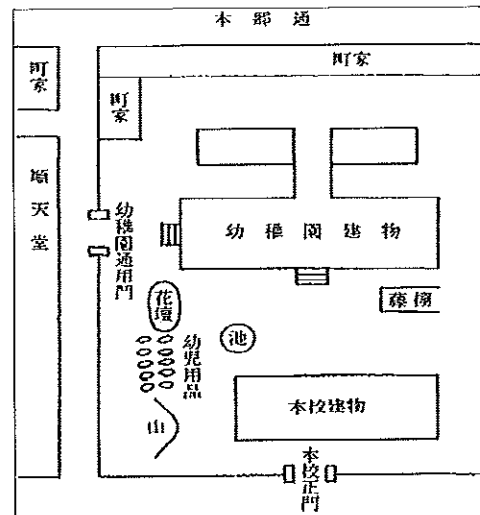 本郷通
町家
町家
町家
順天堂
幼稚園通用門
幼稚園建物
花壇
池
藤棚
幼児用品
山
本校建物
本校正門